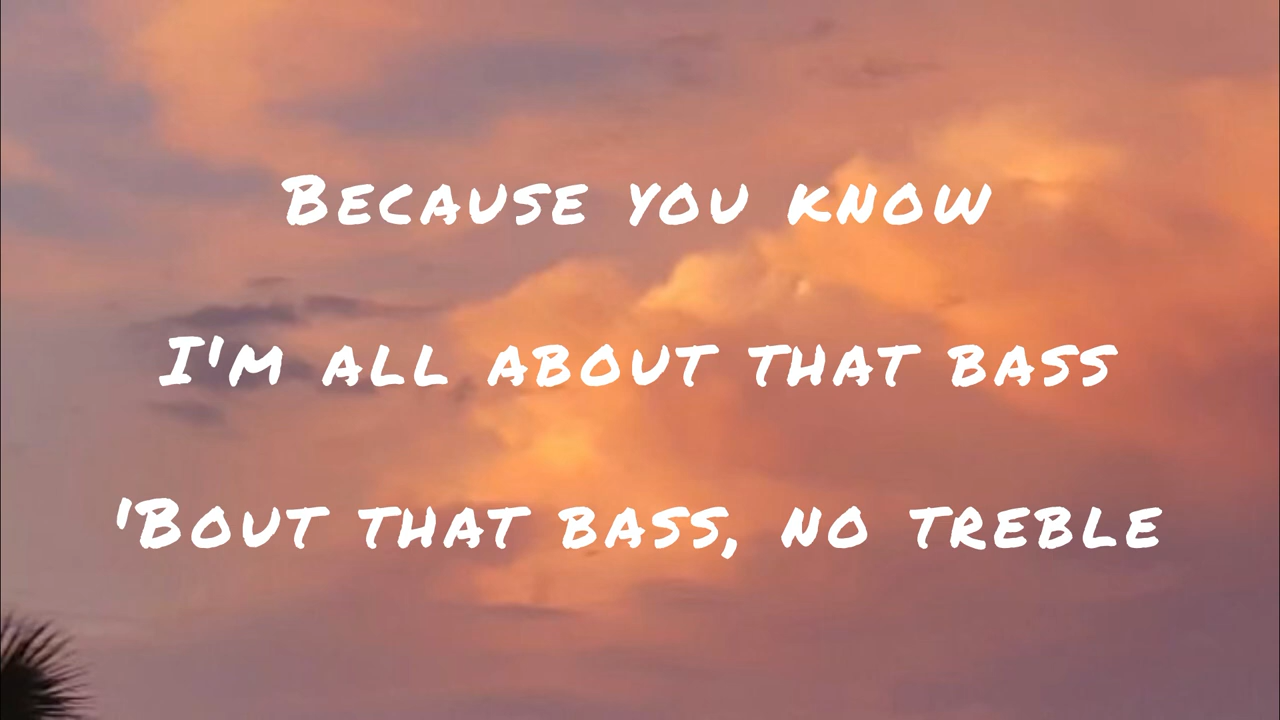 Because you know
I'm all about that bass
'Bout that bass, no treble